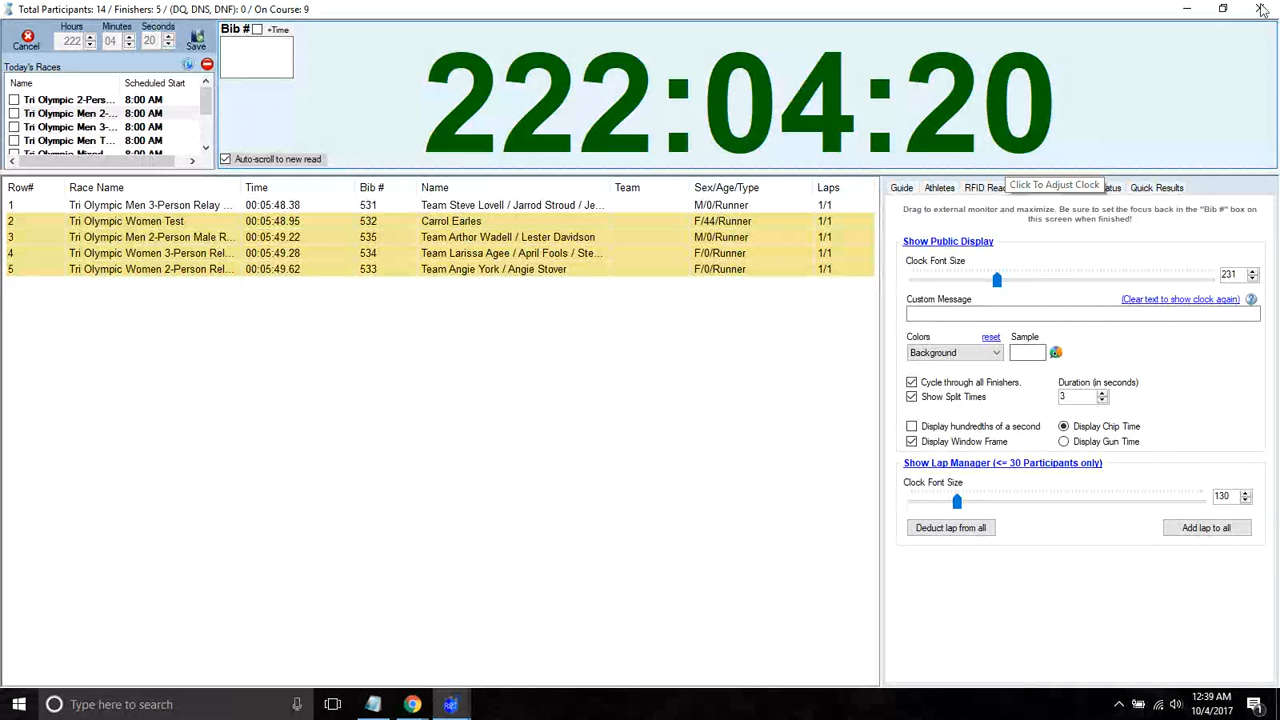 Total Participants: 14 / Finishers: 5 / (DQ, DNS, DNF): 0 / On Course: 9
Hours Minutes Seconds
Cancel 222 04 20 Save
Bib # +Time
222:04:20
Today's Races
Name Scheduled Start
Tri Olympic 2-Pers... 8:00 AM
Tri Olympic Men 2-... 8:00 AM
Tri Olympic Men 3-... 8:00 AM
Tri Olympic Men T... 8:00 AM
Tri Olympic Mixed 8:00 AM
Auto-scroll to new read
Row# Race Name Time Bib # Name Team Sex/Age/Type Laps
1 Tri Olympic Men 3-Person Relay ... 00:05:48.38 531 Team Steve Lovell / Jarrod Stroud / Je... M/0/Runner 1/1
2 Tri Olympic Women Test 00:05:48.95 532 Carrol Earles F/44/Runner 1/1
3 Tri Olympic Men 2-Person Male R... 00:05:49.22 535 Team Arthur Wadell / Lester Davidson M/0/Runner 1/1
4 Tri Olympic Women 3-Person Rel... 00:05:49.28 534 Team Larissa Agee / April Fools / Ste... F/0/Runner 1/1
5 Tri Olympic Women 2-Person Rel... 00:05:49.62 533 Team Angie York / Angie Stover F/0/Runner 1/1
Click To Adjust Clock
Guide Athletes RFID Read atus Quick Results
Drag to external monitor and maximize. Be sure to set the focus back in the "Bib #" box on
this screen when finished!
Show Public Display
Clock Font Size
231
Custom Message (Clear text to show clock again)
Colors reset Sample
Background
Cycle through all Finishers. Duration (in seconds)
Show Split Times 3
Display hundredths of a second Display Chip Time
Display Window Frame Display Gun Time
Show Lap Manager (<= 30 Participants only)
Clock Font Size
130
Deduct lap from all Add lap to all
Type here to search
12:39 AM
10/4/2017